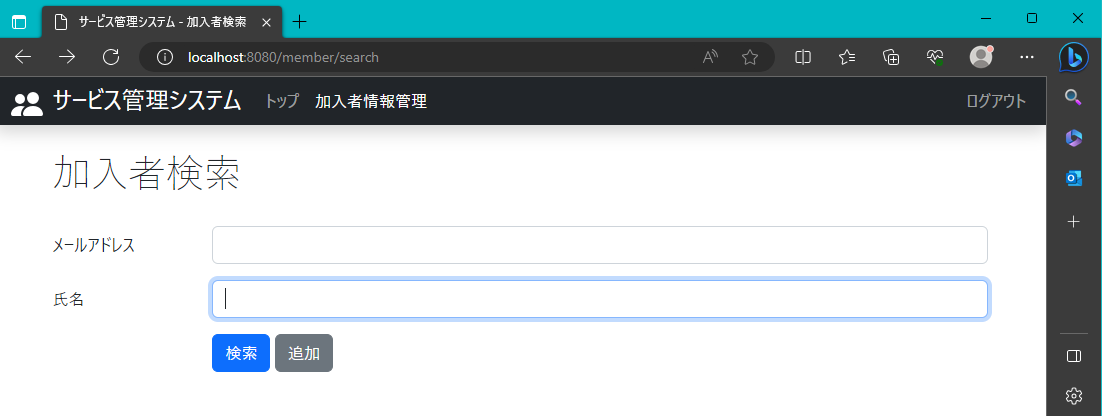 サービス管理システム - 加入者検索
localhost:8080/member/search
サービス管理システム トップ 加入者情報管理 ログアウト
加入者検索
メールアドレス
氏名
検索 追加